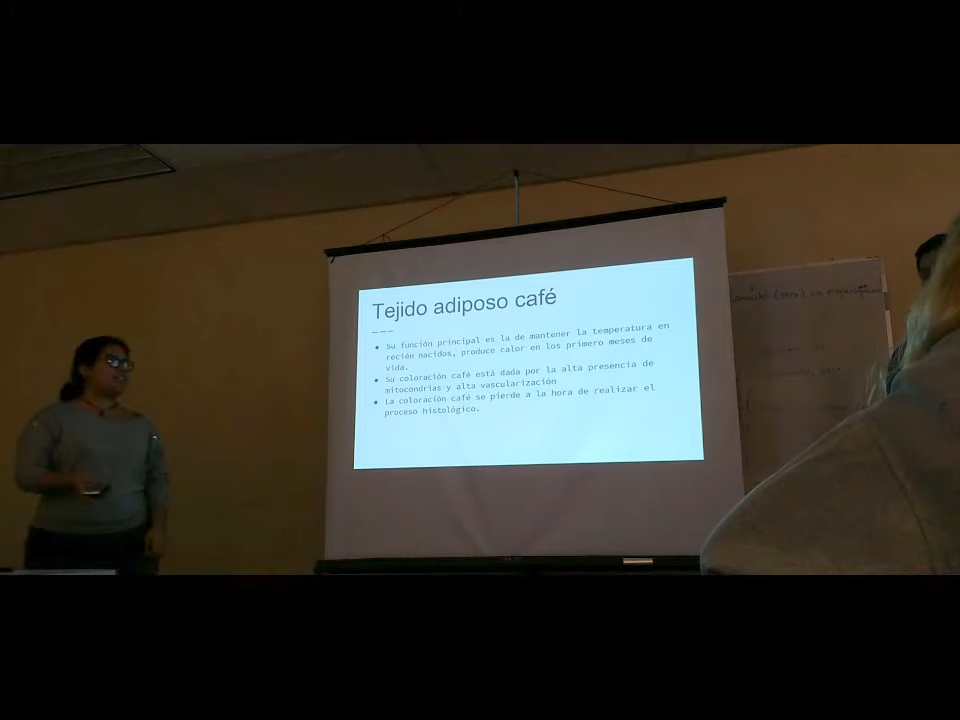 Tejido adiposo café
● Su función principal es la de mantener la temperatura en
recién nacidos, produce calor en los primero meses de
vida.
● Su coloración café está dada por la alta presencia de
mitocondrias y alta vascularización
● La coloración café se pierde a la hora de realizar el
proceso histológico.